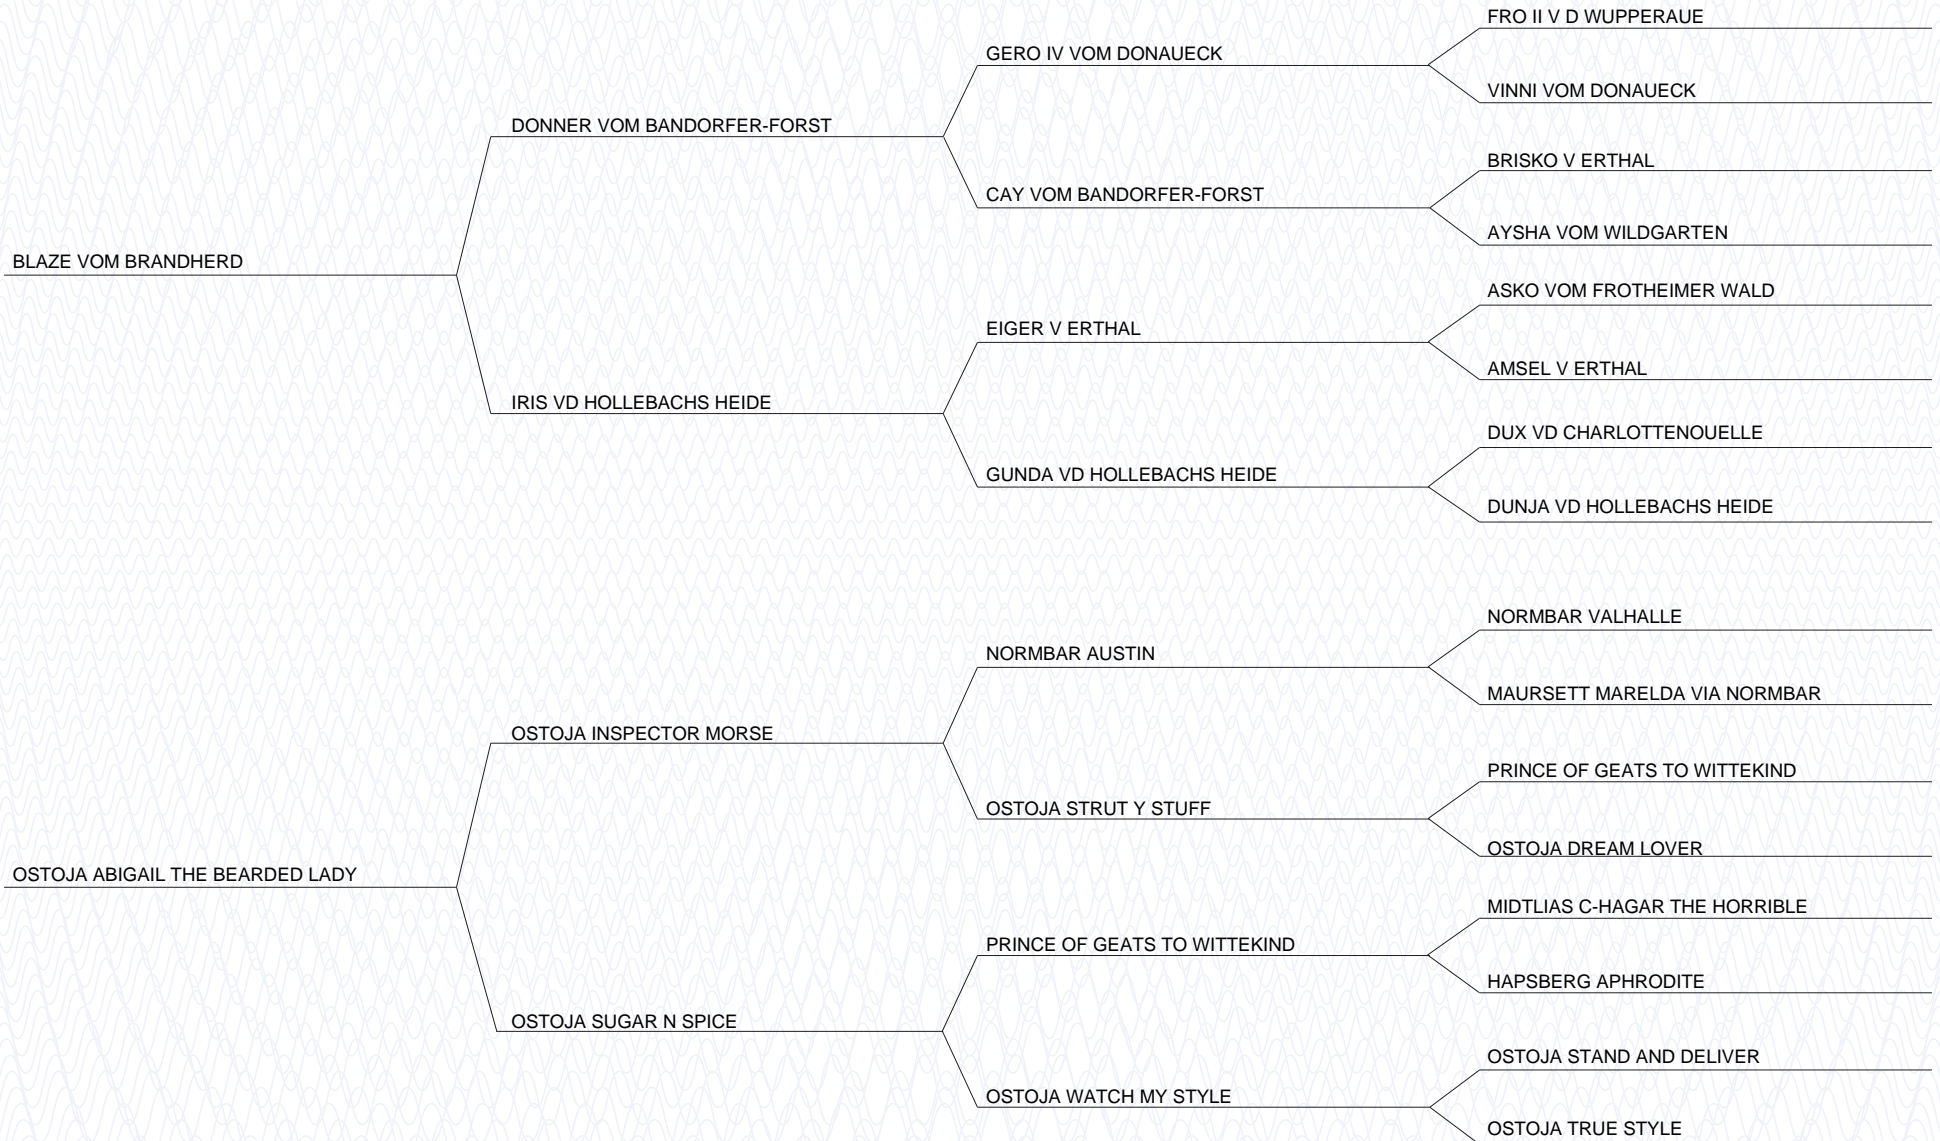 FRO II V D WUPPERAUE
GERO IV VOM DONAUECK
VINNI VOM DONAUECK
DONNER VOM BANDORFER-FORST
BRISKO V ERTHAL
CAY VOM BANDORFER-FORST
AYSHA VOM WILDGARTEN
BLAZE VOM BRANDHERD
ASKO VOM FROTHEIMER WALD
EIGER V ERTHAL
AMSEL V ERTHAL
IRIS VD HOLLEBACHS HEIDE
DUX VD CHARLOTTENOUELLE
GUNDA VD HOLLEBACHS HEIDE
DUNJA VD HOLLEBACHS HEIDE
NORMBAR VALHALLE
NORMBAR AUSTIN
MAURSETT MARELDA VIA NORMBAR
OSTOJA INSPECTOR MORSE
PRINCE OF GEATS TO WITTEKIND
OSTOJA STRUT Y STUFF
OSTOJA DREAM LOVER
OSTOJA ABIGAIL THE BEARDED LADY
MIDTLIAS C-HAGAR THE HORRIBLE
PRINCE OF GEATS TO WITTEKIND
HAPSBERG APHRODITE
OSTOJA SUGAR N SPICE
OSTOJA STAND AND DELIVER
OSTOJA WATCH MY STYLE
OSTOJA TRUE STYLE